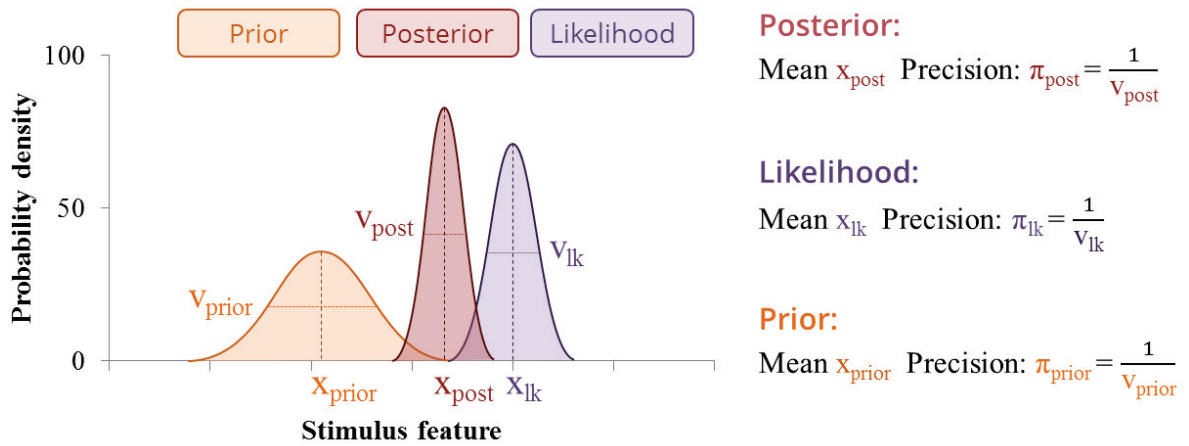 Prior
Posterior
Likelihood
Probability density
100
50
0
v_prior
v_post
v_lk
x_prior
x_post
x_lk
Stimulus feature
Posterior:
Mean x_post Precision: π_post = 1/v_post
Likelihood:
Mean x_lk Precision: π_lk = 1/v_lk
Prior:
Mean x_prior Precision: π_prior = 1/v_prior